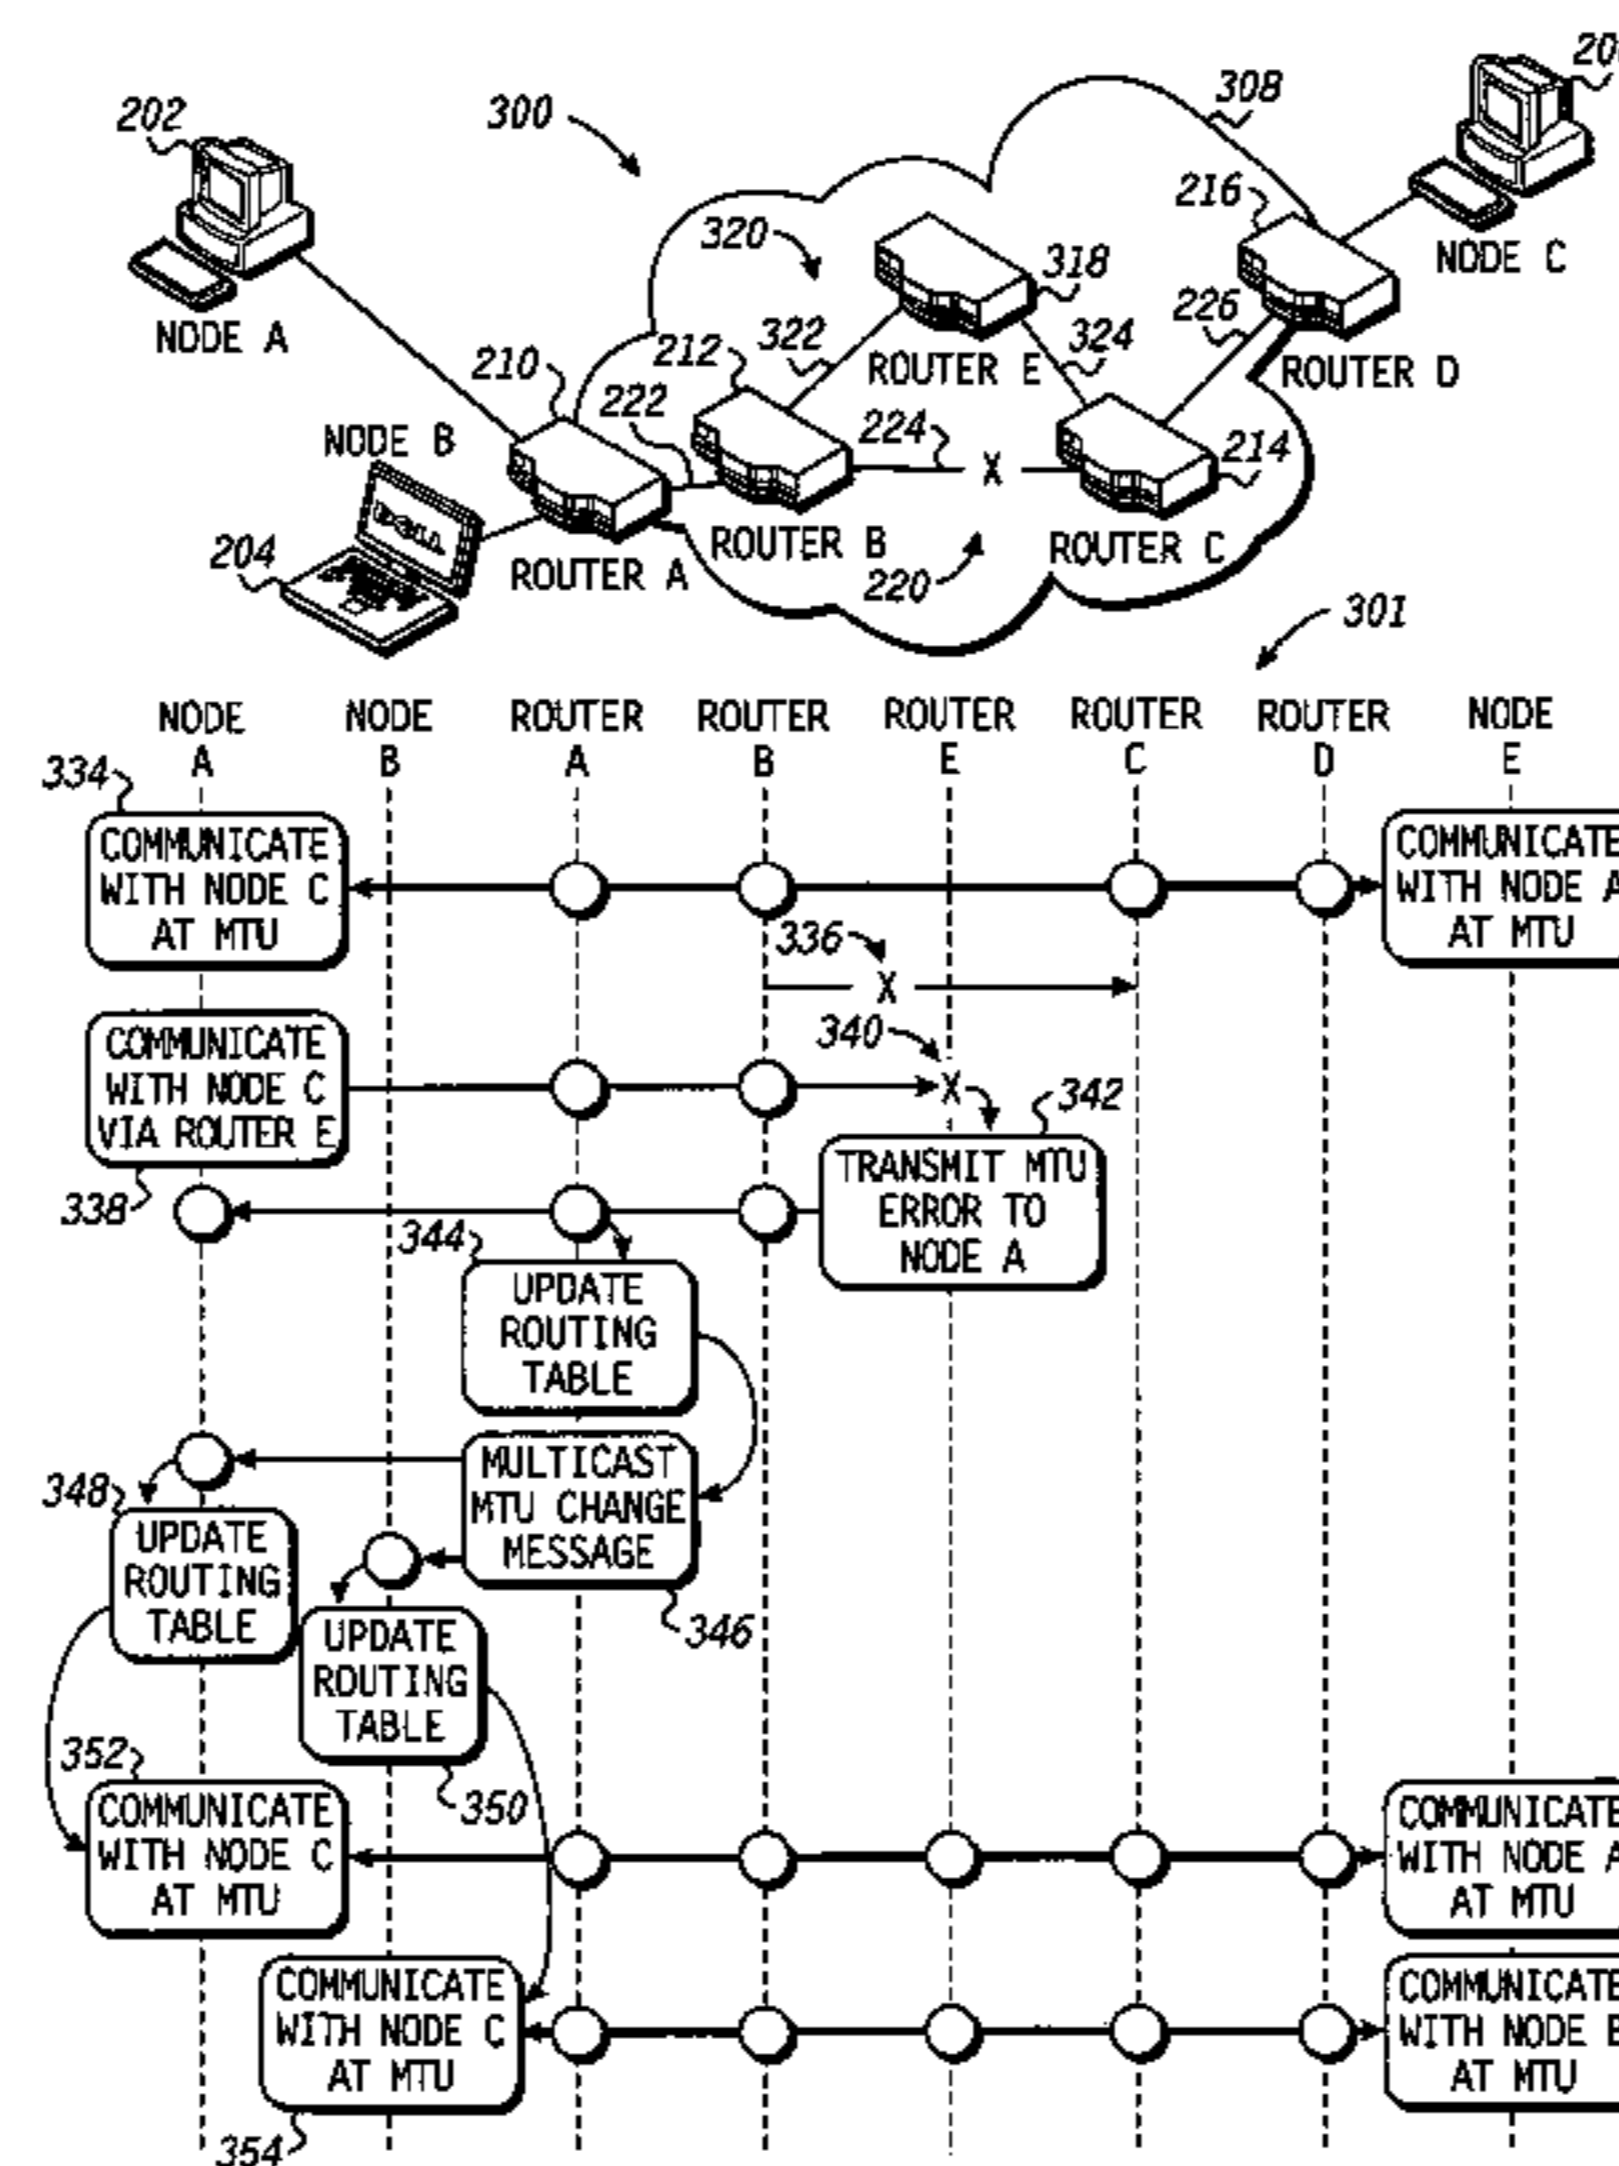 202
300
308
216
NODE C
320
318
226
322
324
NODE A
210
212
ROUTER E
ROUTER D
222
224
NODE B
214
ROUTER B
ROUTER C
204
ROUTER A
220
301
NODE A
NODE B
ROUTER A
ROUTER B
ROUTER E
ROUTER C
ROUTER D
NODE E
334
COMMUNICATE
WITH NODE C
AT MTU
COMMUNICATE
WITH NODE A
AT MTU
336
X
340
COMMUNICATE
WITH NODE C
VIA ROUTER E
338
X
342
TRANSMIT MTU
ERROR TO
NODE A
344
UPDATE
ROUTING
TABLE
MULTICAST
MTU CHANGE
MESSAGE
346
348
UPDATE
ROUTING
TABLE
UPDATE
ROUTING
TABLE
350
352
COMMUNICATE
WITH NODE C
AT MTU
COMMUNICATE
WITH NODE A
AT MTU
COMMUNICATE
WITH NODE C
AT MTU
354
COMMUNICATE
WITH NODE B
AT MTU